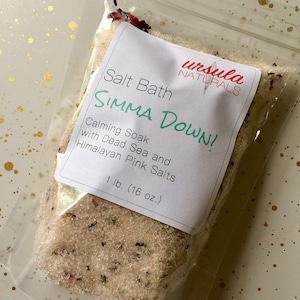 ursula
NATURALS
Salt Bath
SIMMA DOWN!
Calming Soak
with Dead Sea and
Himalayan Pink Salts
1 lb. (16 oz.)